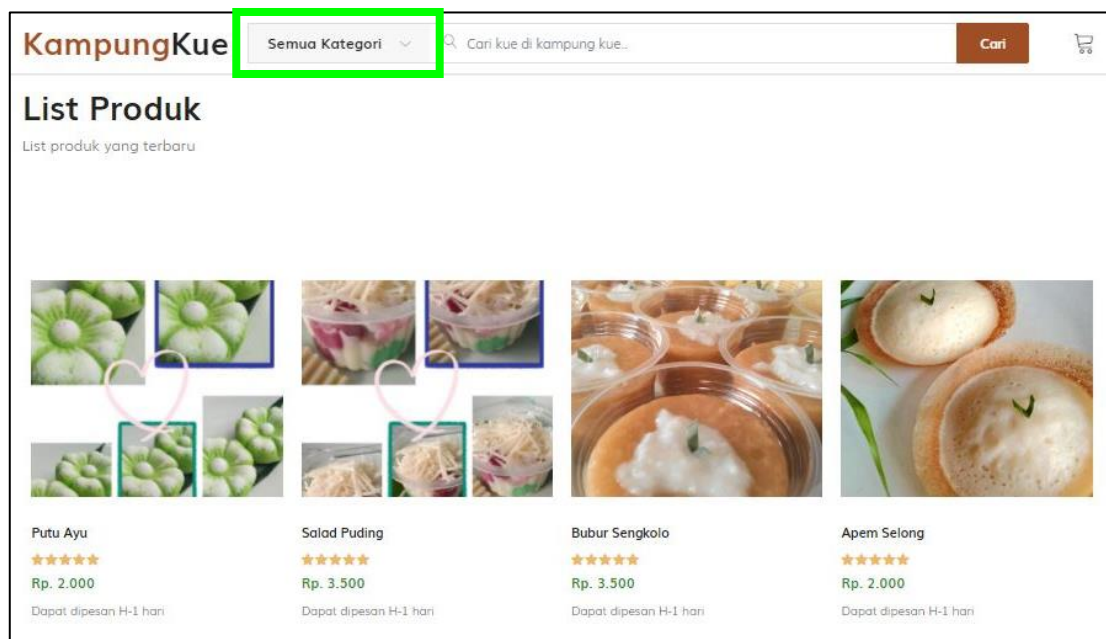 KampungKue
Semua Kategori
Cari kue di kampung kue..
Cari
List Produk
List produk yang terbaru
Putu Ayu
Rp. 2.000
Dapat dipesan H-1 hari
Salad Puding
Rp. 3.500
Dapat dipesan H-1 hari
Bubur Sengkolo
Rp. 3.500
Dapat dipesan H-1 hari
Apem Selong
Rp. 2.000
Dapat dipesan H-1 hari